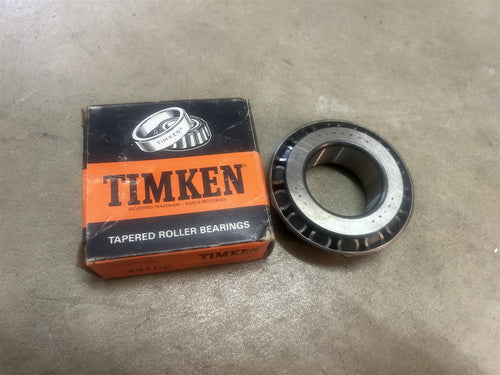 TIMKEN
TIMKEN
REGISTERED TRADEMARK • MARCA REGISTRADA
TAPERED ROLLER BEARINGS
TIMKEN